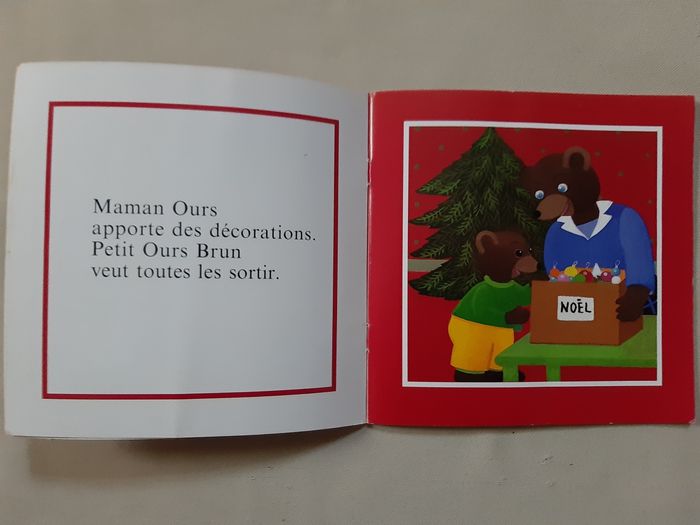 Maman Ours
apporte des décorations.
Petit Ours Brun
veut toutes les sortir.
NOËL